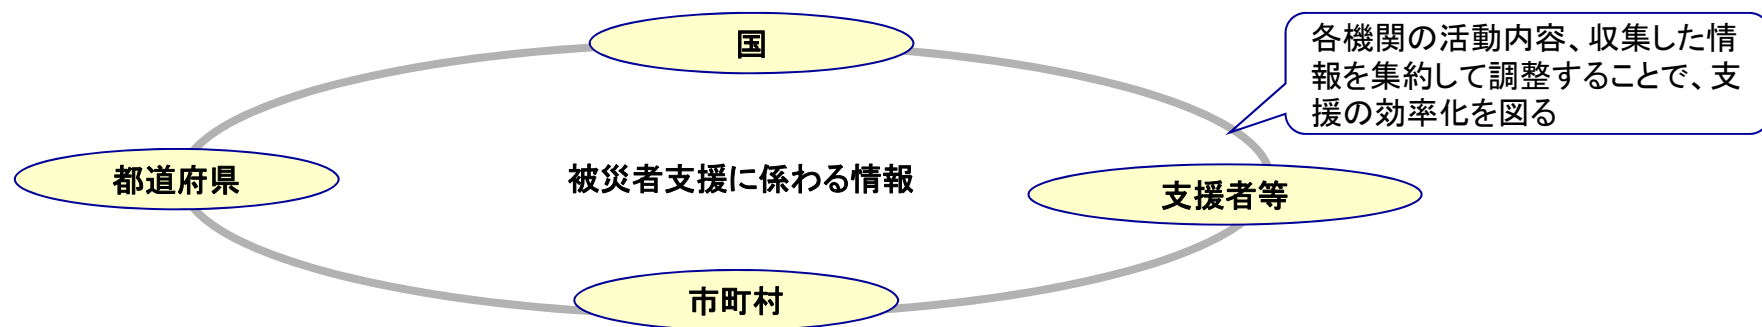 国
各機関の活動内容、収集した情
報を集約して調整することで、支
援の効率化を図る
都道府県
被災者支援に係わる情報
支援者等
市町村